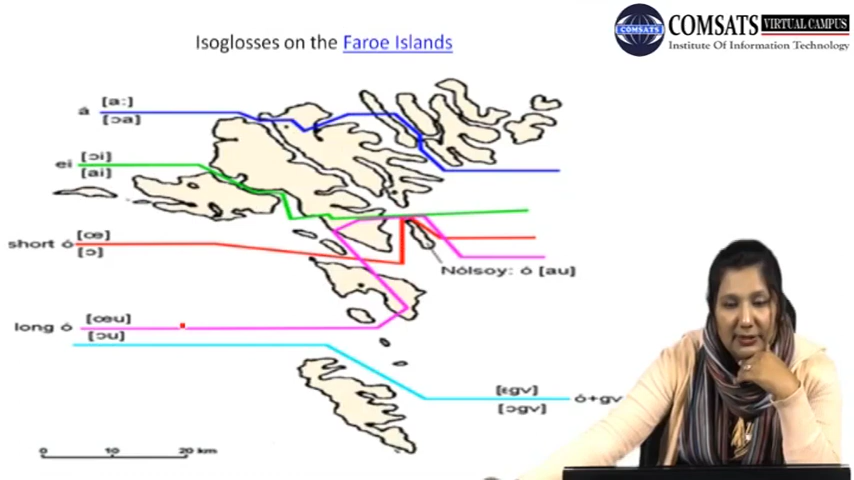 COMSATS VIRTUAL CAMPUS
COMSATS
Institute Of Information Technology
Isoglosses on the Faroe Islands
á [a:]
[ɔa]
ei [ɔi]
[ai]
short ó [œ]
[ɔ]
Nólsoy: ó [au]
long ó [œu]
[ɔu]
[ɛgv] ó+gv
[ɔgv]
0 10 20 km